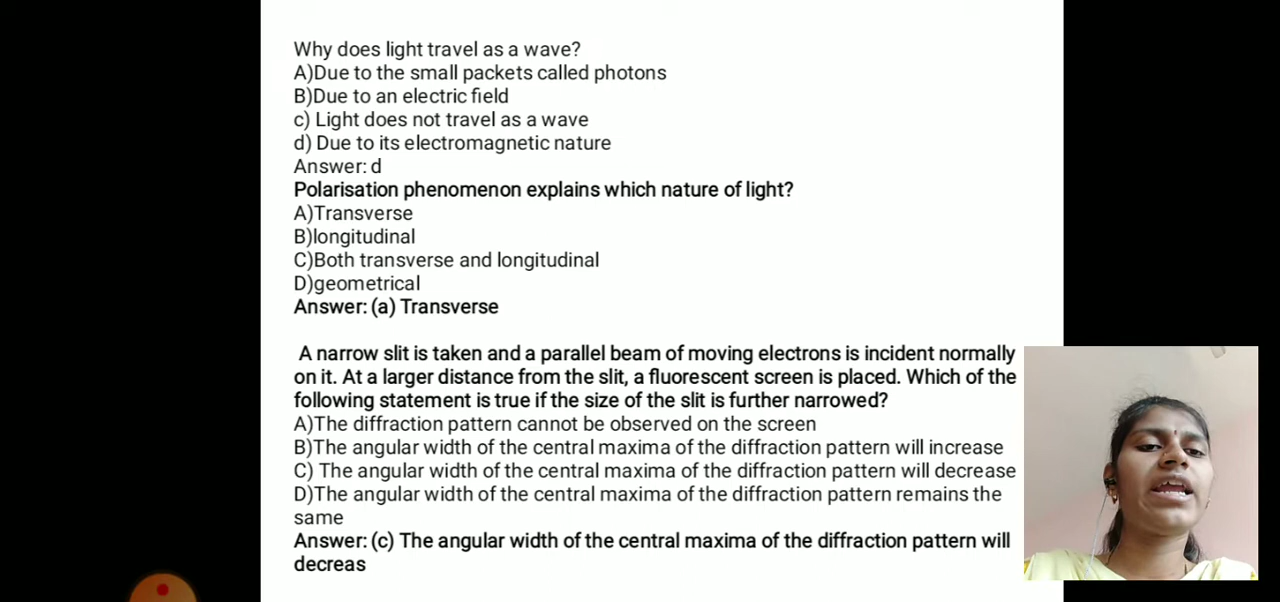 Why does light travel as a wave?
A)Due to the small packets called photons
B)Due to an electric field
c) Light does not travel as a wave
d) Due to its electromagnetic nature
Answer: d
Polarisation phenomenon explains which nature of light?
A)Transverse
B)longitudinal
C)Both transverse and longitudinal
D)geometrical
Answer: (a) Transverse
A narrow slit is taken and a parallel beam of moving electrons is incident normally
on it. At a larger distance from the slit, a fluorescent screen is placed. Which of the
following statement is true if the size of the slit is further narrowed?
A)The diffraction pattern cannot be observed on the screen
B)The angular width of the central maxima of the diffraction pattern will increase
C) The angular width of the central maxima of the diffraction pattern will decrease
D)The angular width of the central maxima of the diffraction pattern remains the
same
Answer: (c) The angular width of the central maxima of the diffraction pattern will
decreas